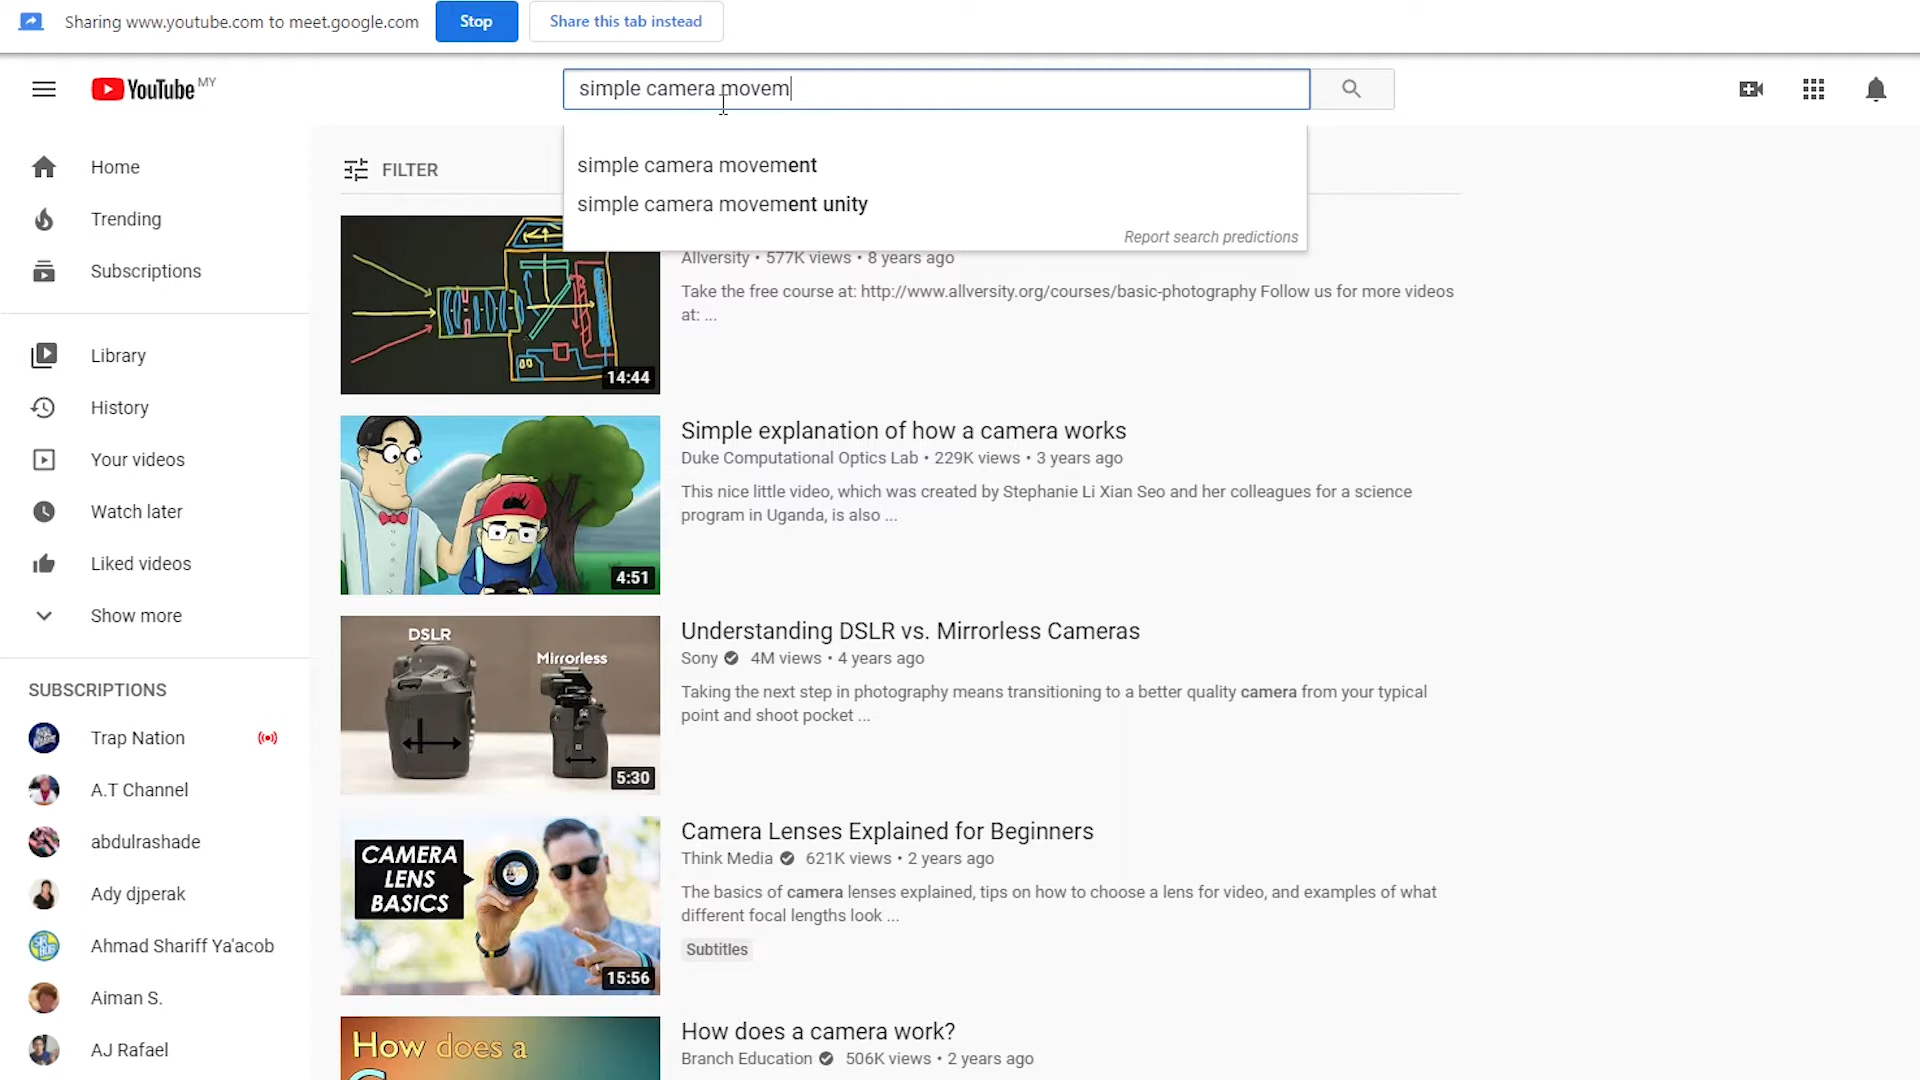 Sharing www.youtube.com to meet.google.com
Stop
Share this tab instead
YouTube MY
simple camera movem
simple camera movement
simple camera movement unity
Report search predictions
Home
Trending
Subscriptions
Library
History
Your videos
Watch later
Liked videos
Show more
SUBSCRIPTIONS
Trap Nation
A.T Channel
abdulrashade
Ady djperak
Ahmad Shariff Ya'acob
Aiman S.
AJ Rafael
FILTER
14:44
Allversity • 577K views • 8 years ago
Take the free course at: http://www.allversity.org/courses/basic-photography Follow us for more videos
at: ...
4:51
Simple explanation of how a camera works
Duke Computational Optics Lab • 229K views • 3 years ago
This nice little video, which was created by Stephanie Li Xian Seo and her colleagues for a science
program in Uganda, is also ...
DSLR
Mirrorless
5:30
Understanding DSLR vs. Mirrorless Cameras
Sony 4M views • 4 years ago
Taking the next step in photography means transitioning to a better quality camera from your typical
point and shoot pocket ...
CAMERA
LENS
BASICS
15:56
Camera Lenses Explained for Beginners
Think Media 621K views • 2 years ago
The basics of camera lenses explained, tips on how to choose a lens for video, and examples of what
different focal lengths look ...
Subtitles
How does a
How does a camera work?
Branch Education 506K views • 2 years ago